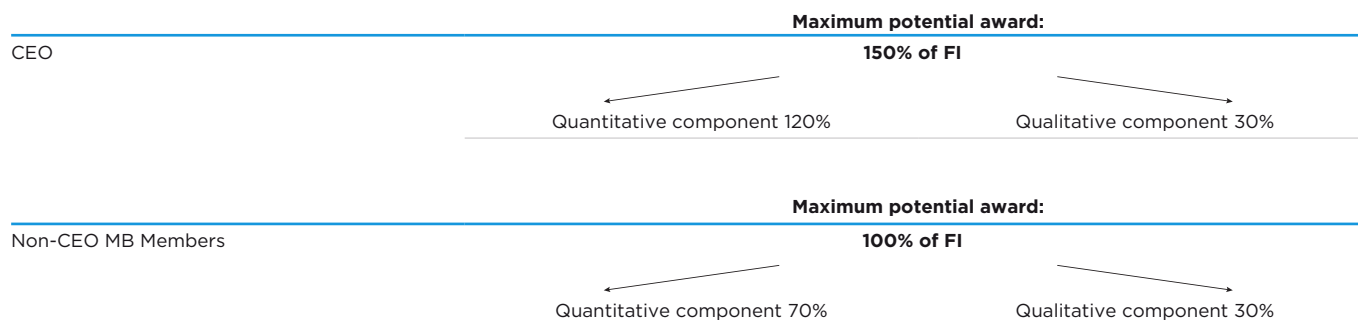 Maximum potential award:
CEO 150% of FI
Quantitative component 120% Qualitative component 30%
Maximum potential award:
Non-CEO MB Members 100% of FI
Quantitative component 70% Qualitative component 30%